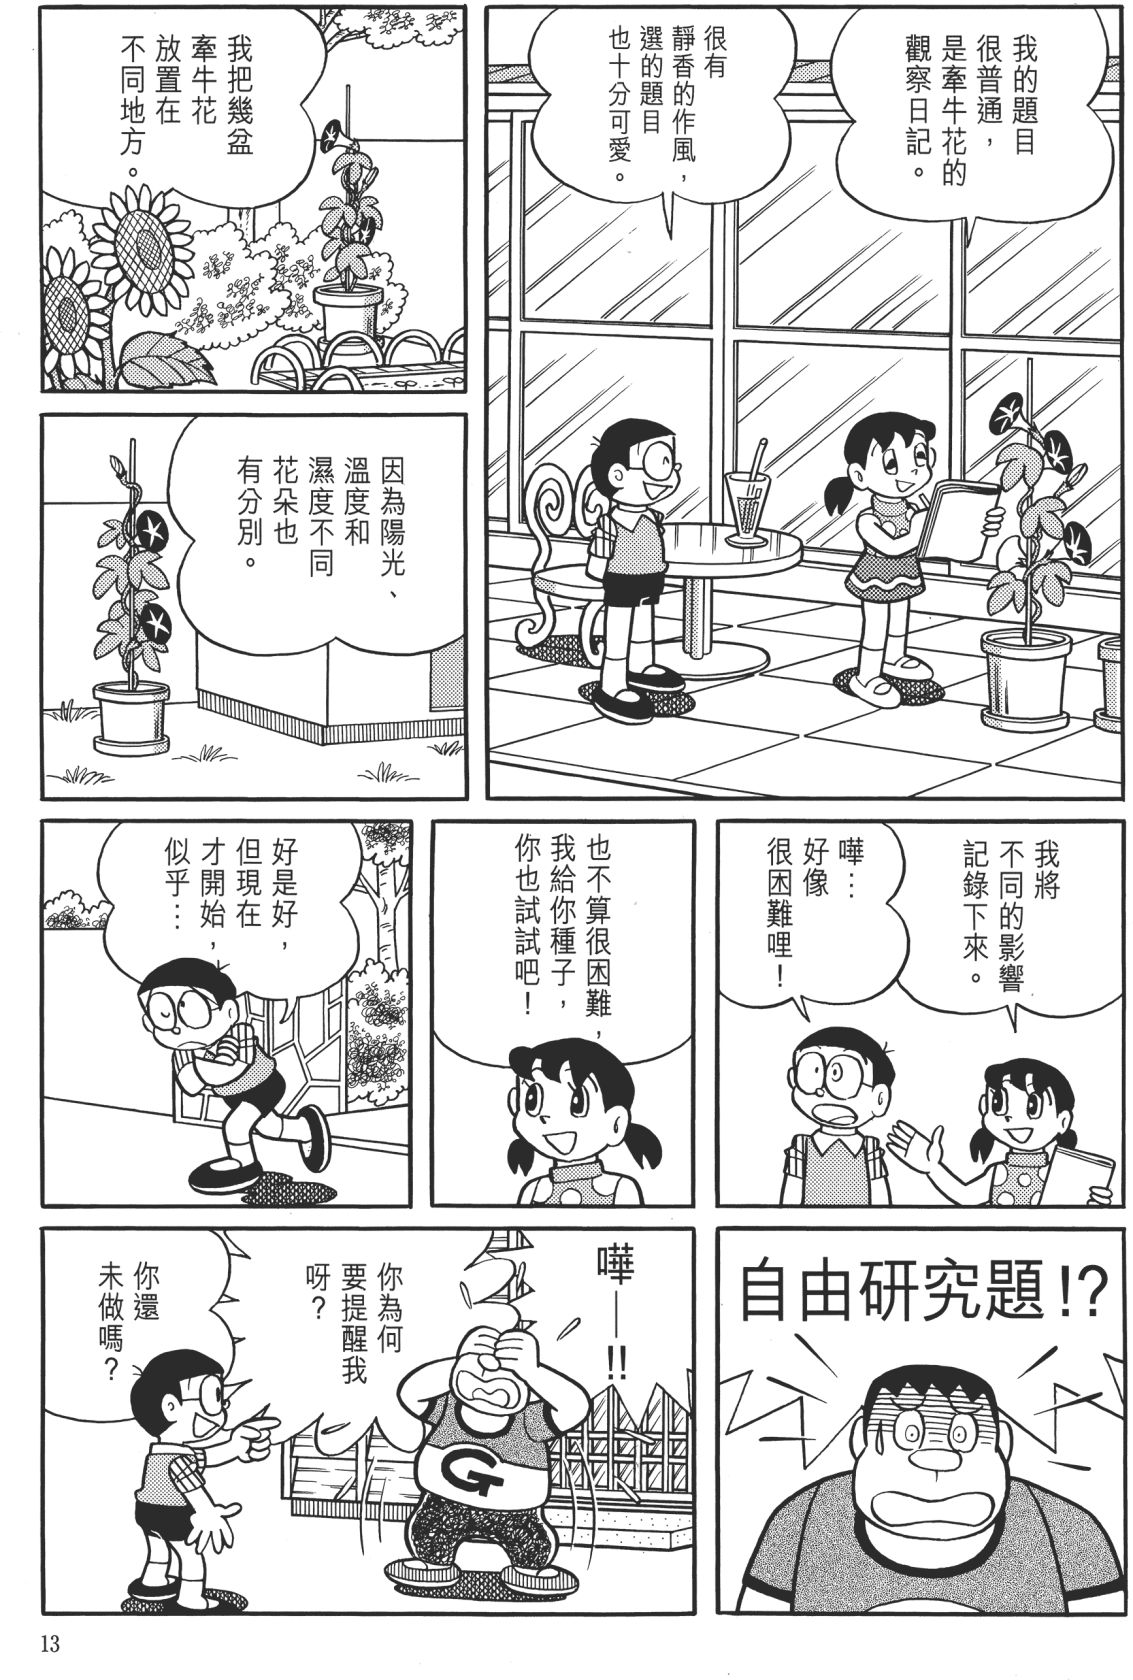 我的題目
很普通，
是牽牛花的
觀察日記。
很有
靜香的作風，
選的題目
也十分可愛。
我把幾盆
牽牛花
放置在
不同地方。
因為陽光、
溫度和
濕度不同
花朵也
有分別。
我將
不同的影響
記錄下來。
嘩…
好像
很困難哩！
也不算很困難，
我給你種子，
你也試試吧！
好是好，
但現在
才開始，
似乎…
自由研究題!?
嘩—!!
你為何
要提醒我
呀？
G
你還
未做嗎？
13